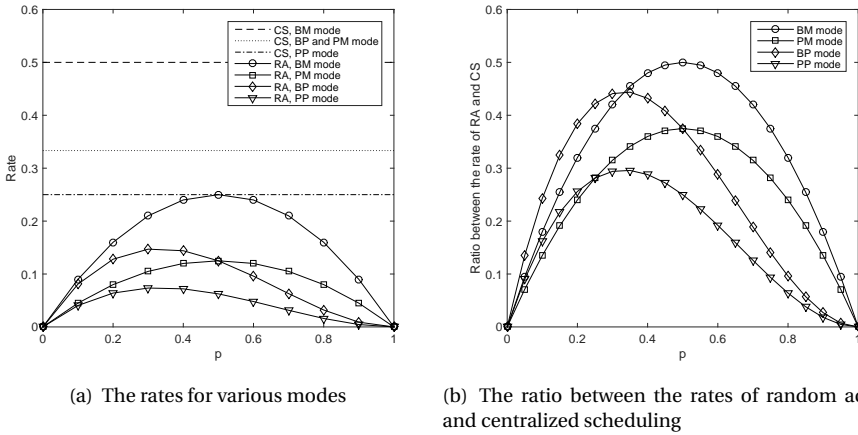 0.6
0.5
0.4
0.3
0.2
0.1
0
Rate
0 0.2 0.4 0.6 0.8 1
p
CS, BM mode
CS, BP and PM mode
CS, PP mode
RA, BM mode
RA, PM mode
RA, BP mode
RA, PP mode
(a) The rates for various modes
0.6
0.5
0.4
0.3
0.2
0.1
0
Ratio between the rate of RA and CS
0 0.2 0.4 0.6 0.8 1
p
BM mode
PM mode
BP mode
PP mode
(b) The ratio between the rates of random
and centralized scheduling